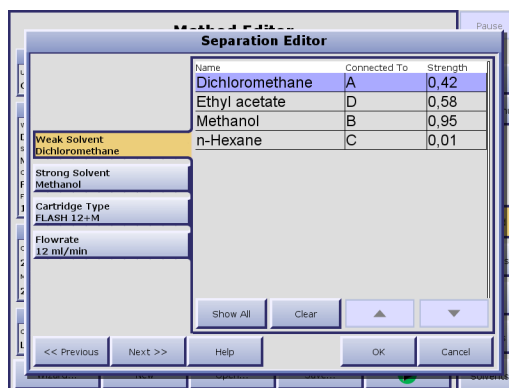 Method Editor
Pause
Separation Editor
Name Connected To Strength
Dichloromethane A 0,42
Ethyl acetate D 0,58
Methanol B 0,95
n-Hexane C 0,01
Weak Solvent
Dichloromethane
Strong Solvent
Methanol
Cartridge Type
FLASH 12+M
Flowrate
12 ml/min
Show All Clear
<< Previous Next >> Help OK Cancel
Solvents